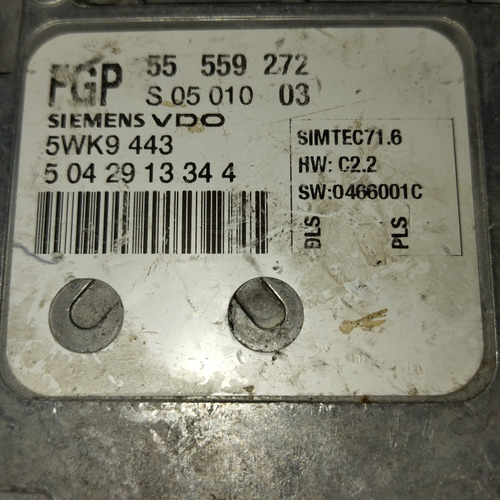 FGP 55 559 272
S 05 010 03
SIEMENS VDO
5WK9 443
5 04 29 13 34 4
SIMTEC71.6
HW: C2.2
SW:0466001C
DLS
PLS